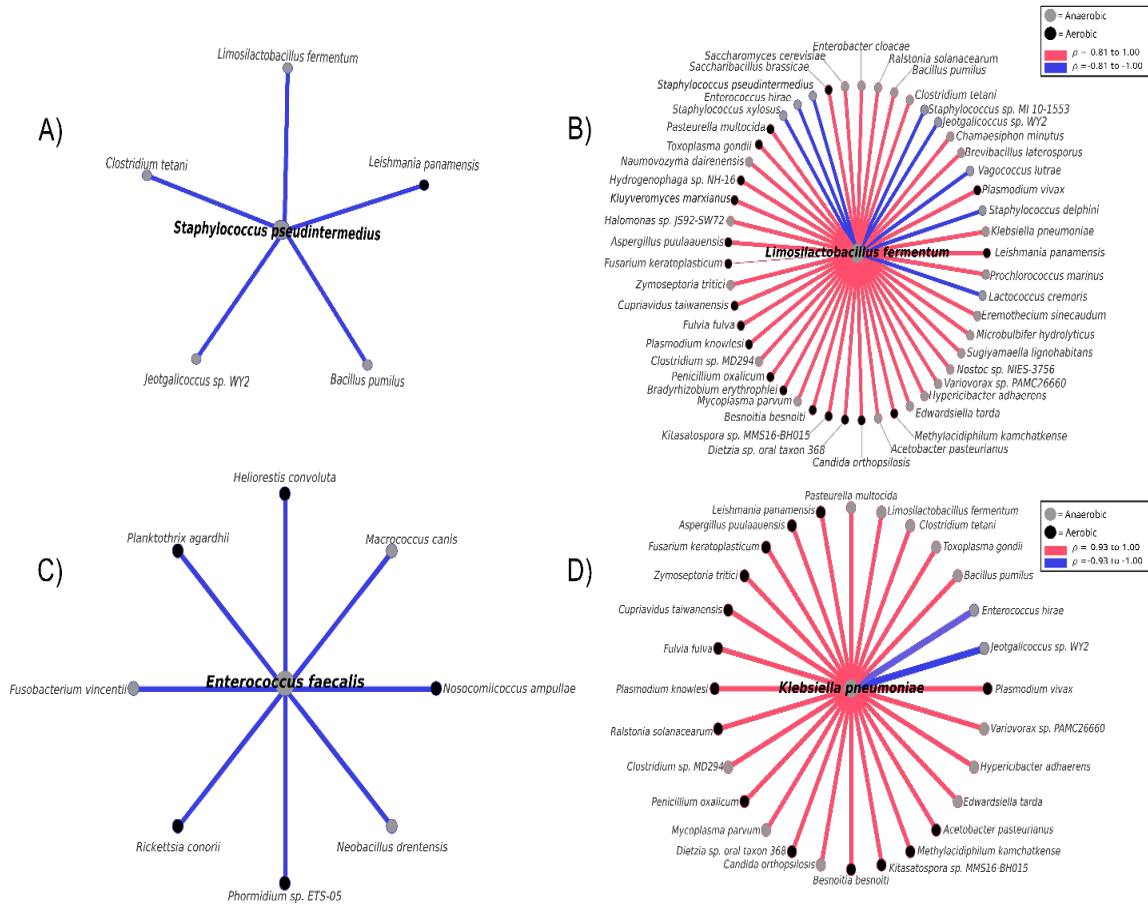 A)
Limosilactobacillus fermentum
Clostridium tetani
Leishmania panamensis
Staphylococcus pseudintermedius
Jeotgalicoccus sp. WY2
Bacillus pumilus
B)
= Anaerobic
= Aerobic
ρ = 0.81 to 1.00
ρ = -0.81 to -1.00
Enterobacter cloacae
Saccharomyces cerevisiae
Ralstonia solanacearum
Saccharibacillus brassicae
Bacillus pumilus
Staphylococcus pseudintermedius
Clostridium tetani
Enterococcus hirae
Staphylococcus sp. MI 10-1553
Staphylococcus xylosus
Jeotgalicoccus sp. WY2
Pasteurella multocida
Chamaesiphon minutus
Toxoplasma gondii
Brevibacillus laterosporus
Naumovozyma dairenensis
Vagococcus lutrae
Hydrogenophaga sp. NH-16
Plasmodium vivax
Kluyveromyces marxianus
Staphylococcus delphini
Halomonas sp. JS92-SW72
Klebsiella pneumoniae
Aspergillus puulaauensis
Limosilactobacillus fermentum
Leishmania panamensis
Fusarium keratoplasticum
Prochlorococcus marinus
Zymoseptoria tritici
Lactococcus cremoris
Cupriavidus taiwanensis
Eremothecium sinecaudum
Fulvia fulva
Microbulbifer hydrolyticus
Plasmodium knowlesi
Sugiyamaella lignohabitans
Clostridium sp. MD294
Nostoc sp. NIES-3756
Penicillium oxalicum
Variovorax sp. PAMC26660
Bradyrhizobium erythrophlei
Hypericibacter adhaerens
Mycoplasma parvum
Edwardsiella tarda
Besnoitia besnoiti
Methylacidiphilum kamchatkense
Kitasatospora sp. MMS16-BH015
Acetobacter pasteurianus
Dietzia sp. oral taxon 368
Candida orthopsilosis
C)
Heliorestis convoluta
Planktothrix agardhii
Macrococcus canis
Fusobacterium vincentii
Enterococcus faecalis
Nosocomiicoccus ampullae
Rickettsia conorii
Neobacillus drentensis
Phormidium sp. ETS-05
D)
= Anaerobic
= Aerobic
ρ = 0.93 to 1.00
ρ = -0.93 to -1.00
Pasteurella multocida
Leishmania panamensis
Limosilactobacillus fermentum
Aspergillus puulaauensis
Clostridium tetani
Fusarium keratoplasticum
Toxoplasma gondii
Zymoseptoria tritici
Bacillus pumilus
Cupriavidus taiwanensis
Enterococcus hirae
Fulvia fulva
Jeotgalicoccus sp. WY2
Plasmodium knowlesi
Klebsiella pneumoniae
Plasmodium vivax
Ralstonia solanacearum
Variovorax sp. PAMC26660
Clostridium sp. MD294
Hypericibacter adhaerens
Penicillium oxalicum
Edwardsiella tarda
Mycoplasma parvum
Acetobacter pasteurianus
Dietzia sp. oral taxon 368
Methylacidiphilum kamchatkense
Candida orthopsilosis
Kitasatospora sp. MMS16-BH015
Besnoitia besnoiti